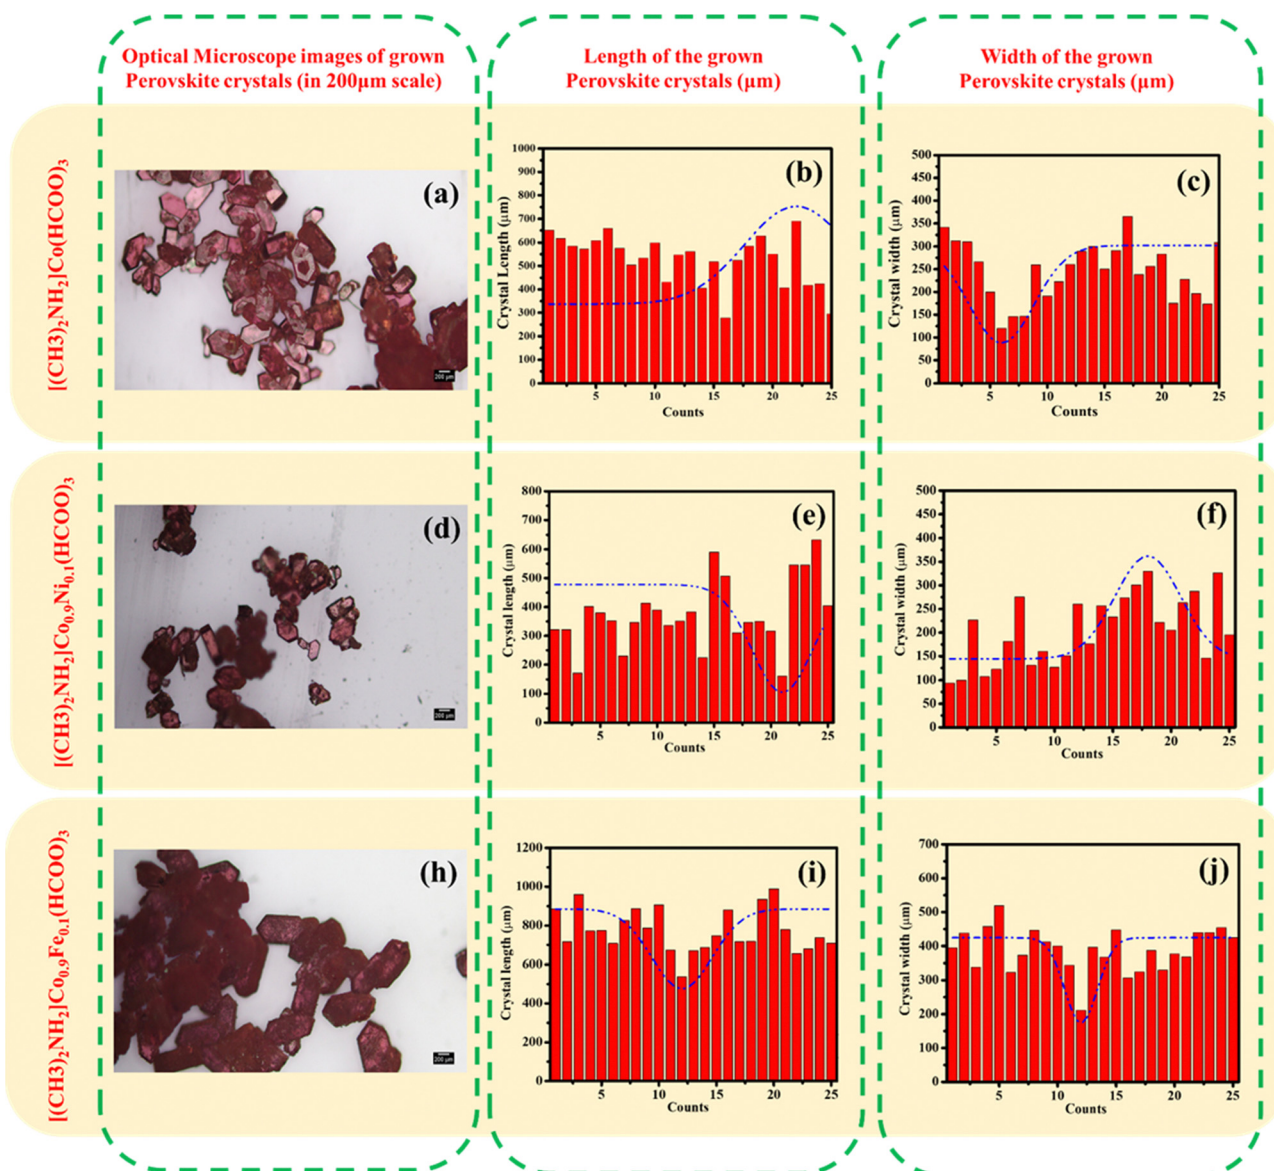 Optical Microscope images of grown
Perovskite crystals (in 200μm scale)
Length of the grown
Perovskite crystals (μm)
Width of the grown
Perovskite crystals (μm)
[(CH3)₂NH₂]Co(HCOO)₃
(a)
200 μm
(b)
Crystal Length (μm)
1000
900
800
700
600
500
400
300
200
100
0
5 10 15 20 25
Counts
(c)
Crystal width (μm)
500
450
400
350
300
250
200
150
100
50
0
5 10 15 20 25
Counts
[(CH3)₂NH₂]Co₀.₉Ni₀.₁(HCOO)₃
(d)
200 μm
(e)
Crystal length (μm)
800
700
600
500
400
300
200
100
0
5 10 15 20 25
Counts
(f)
Crystal width (μm)
500
450
400
350
300
250
200
150
100
50
0
5 10 15 20 25
Counts
[(CH3)₂NH₂]Co₀.₉Fe₀.₁(HCOO)₃
(h)
200 μm
(i)
Crystal length (μm)
1200
1000
800
600
400
200
0
5 10 15 20 25
Counts
(j)
Crystal width (μm)
700
600
500
400
300
200
100
0
5 10 15 20 25
Counts